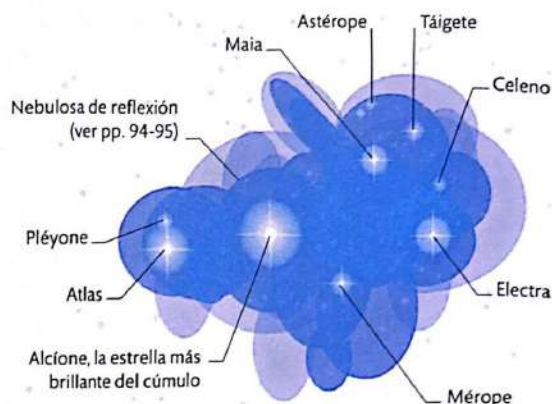 Astérope
Táigete
Maia
Celeno
Nebulosa de reflexión
(ver pp. 94-95)
Pléyone
Atlas
Electra
Alcíone, la estrella más
brillante del cúmulo
Mérope